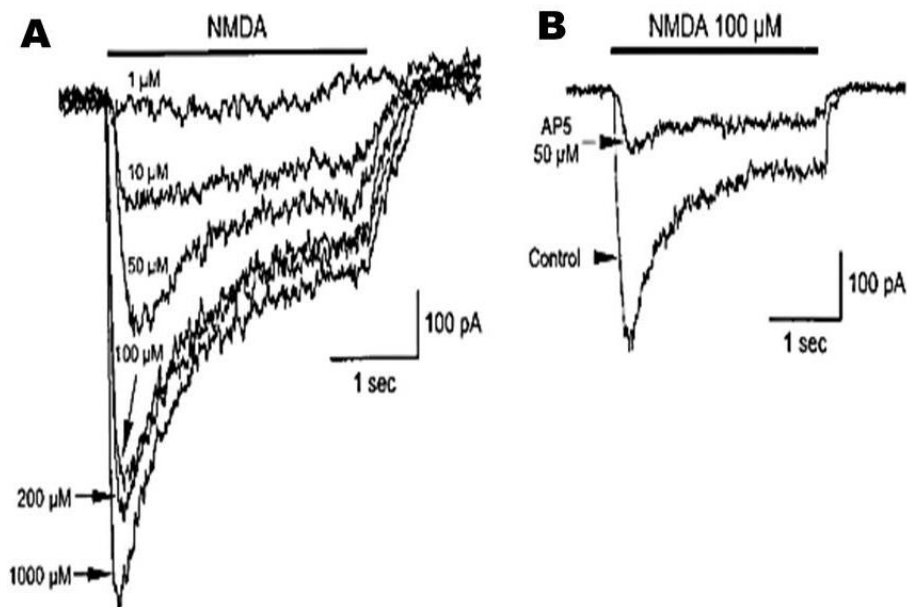 A
NMDA
1 µM
10 µM
50 µM
100 µM
200 µM
1000 µM
100 pA
1 sec
B
NMDA 100 µM
AP5
50 µM
Control
100 pA
1 sec